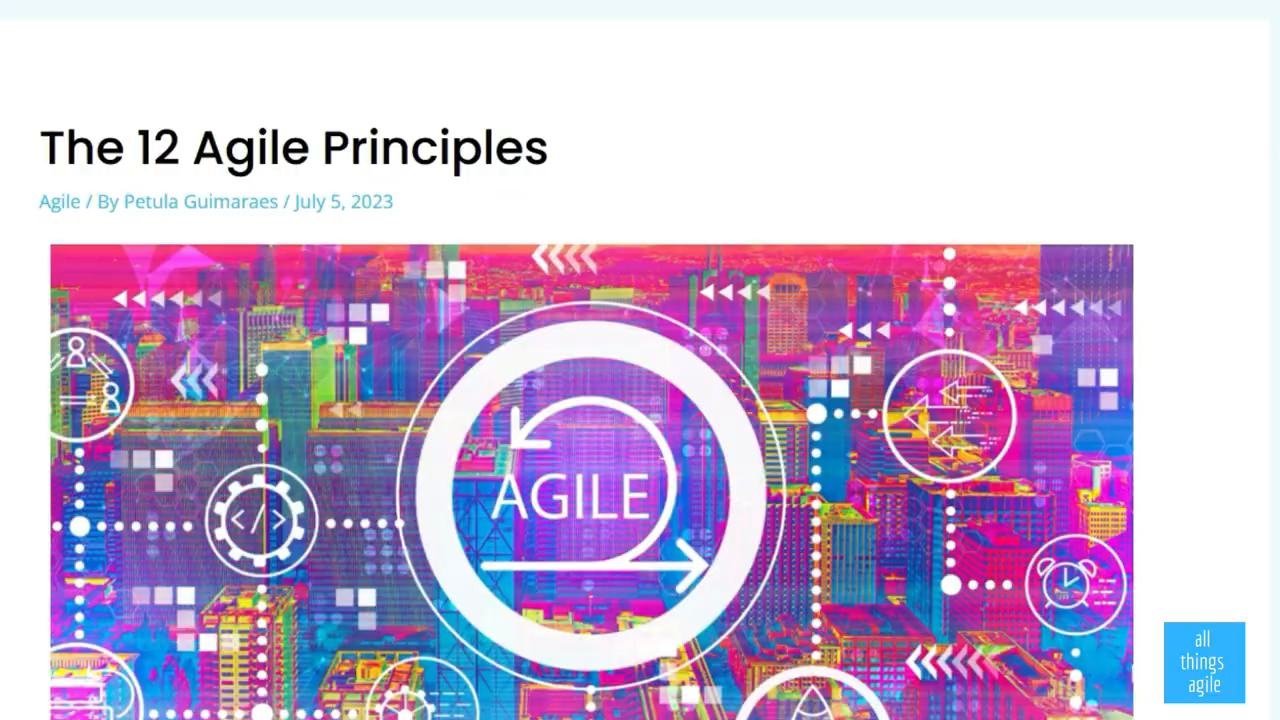 The 12 Agile Principles
Agile / By Petula Guimaraes / July 5, 2023
AGILE
</>
all
things
agile